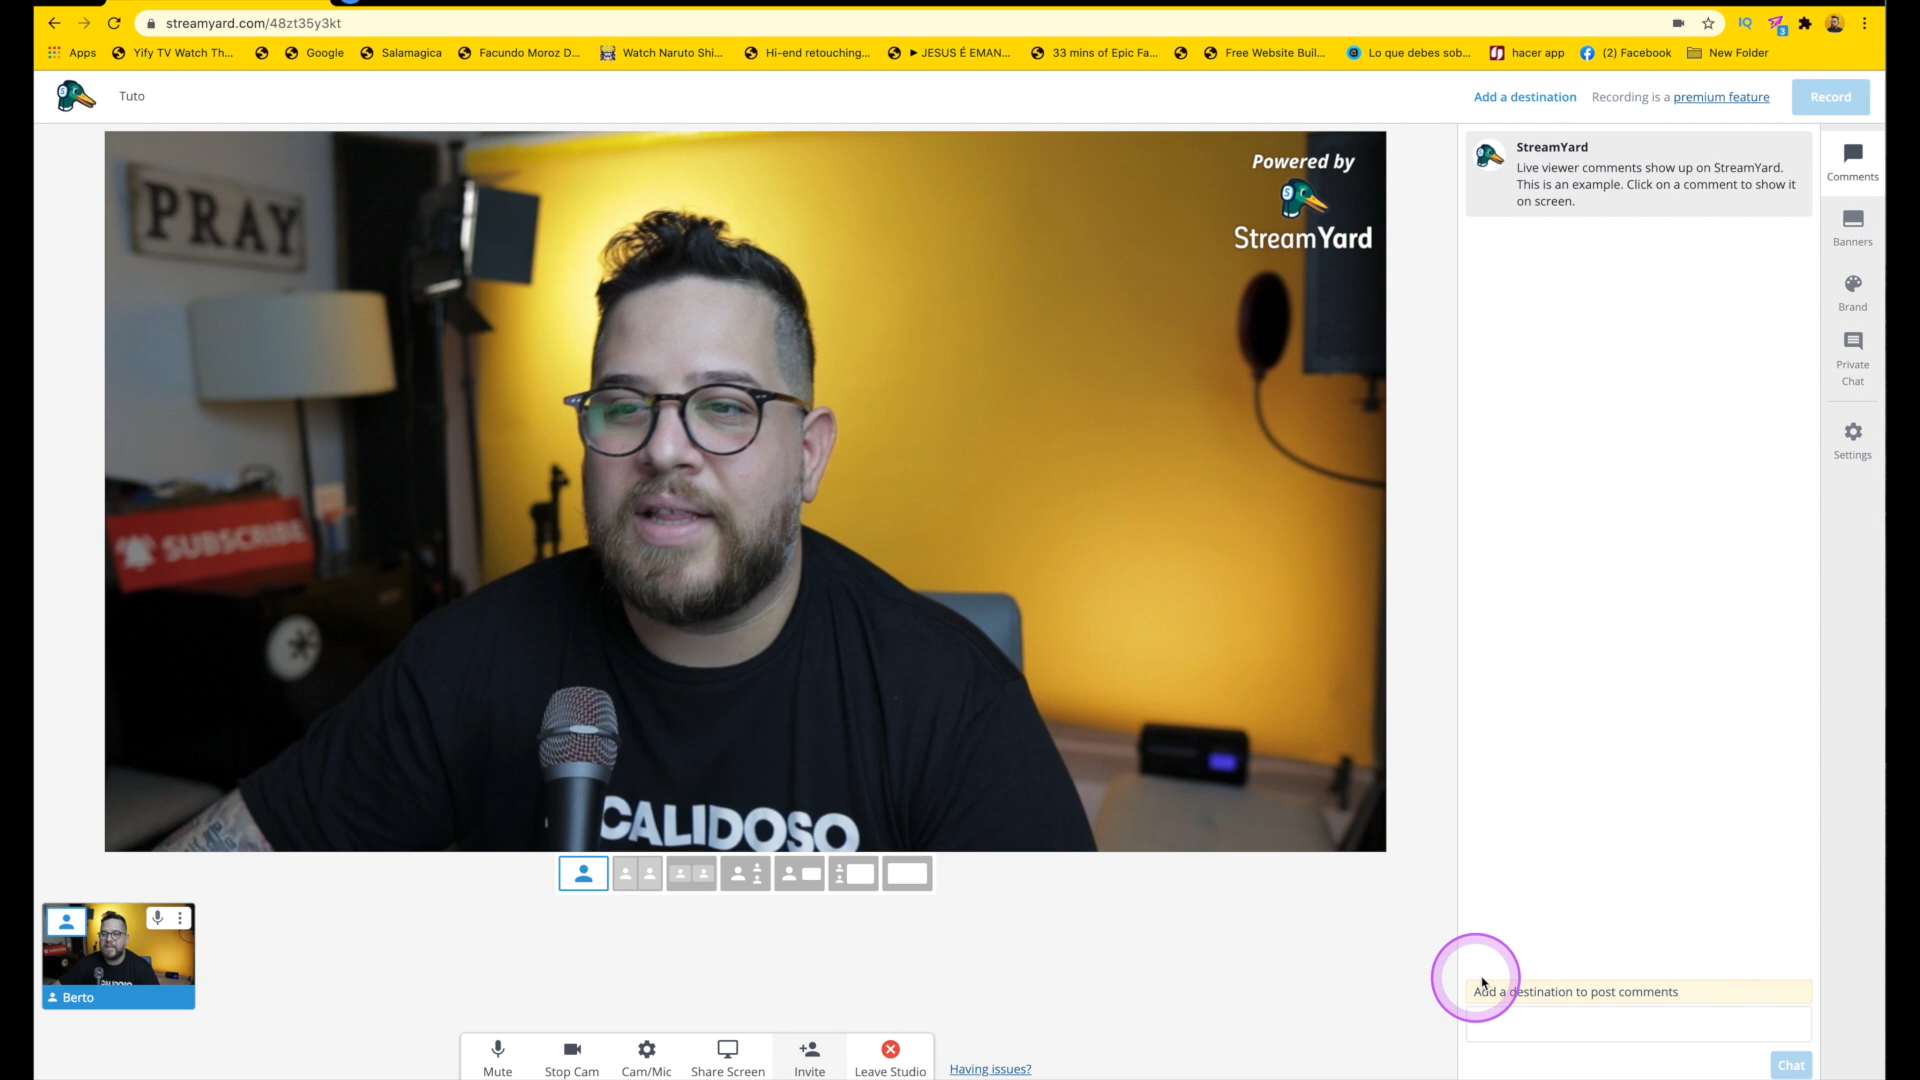 streamyard.com/48zt35y3kt
IQ
3
Apps
Yify TV Watch Th...
Google
Salamagica
Facundo Moroz D...
Watch Naruto Shi...
Hi-end retouching...
► JESUS É EMAN...
33 mins of Epic Fa...
Free Website Buil...
Lo que debes sob...
hacer app
(2) Facebook
New Folder
Tuto
Add a destination
Recording is a premium feature
Record
PRAY
SUBSCRIBE
CALIDOSO
Powered by
StreamYard
StreamYard
Live viewer comments show up on StreamYard.
This is an example. Click on a comment to show it
on screen.
Comments
Banners
Brand
Private
Chat
Settings
Berto
Add a destination to post comments
Chat
Mute
Stop Cam
Cam/Mic
Share Screen
Invite
Leave Studio
Having issues?